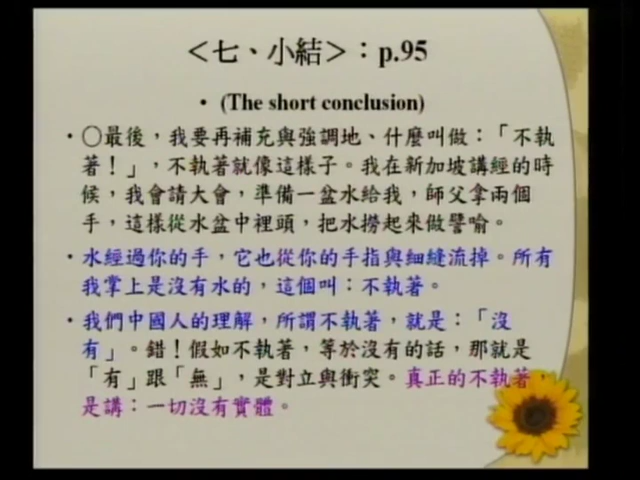 <七、小結>：p.95
• (The short conclusion)
• ○最後，我要再補充與強調地、什麼叫做：「不執
著！」，不執著就像這樣子。我在新加坡講經的時
候，我會請大會，準備一盆水給我，師父拿兩個
手，這樣從水盆中裡頭，把水撈起來做譬喻。
• 水經過你的手，它也從你的手指與細縫流掉。所有
我掌上是沒有水的，這個叫：不執著。
• 我們中國人的理解，所謂不執著，就是：「沒
有」。錯！假如不執著，等於沒有的話，那就是
「有」跟「無」，是對立與衝突。真正的不執著，
是講：一切沒有實體。